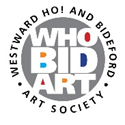 WESTWARD HO! AND BIDEFORD
WHO
BID
ART
• ART SOCIETY •